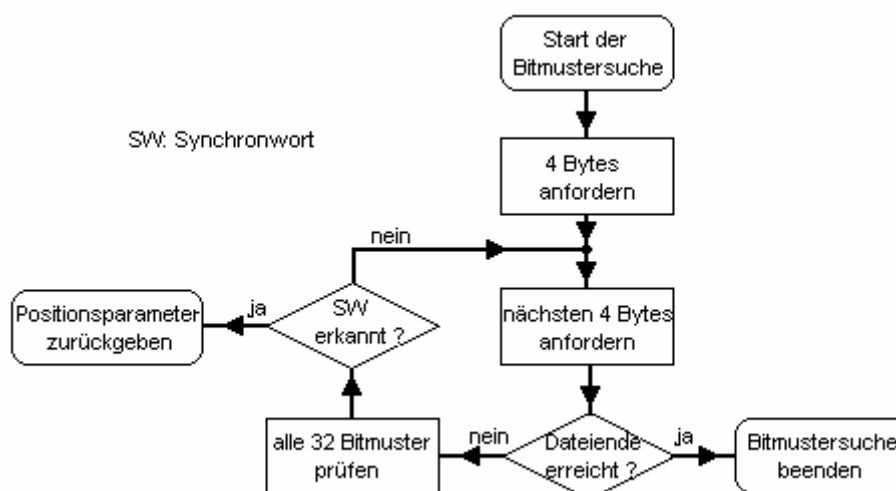 Start der
Bitmustersuche
SW: Synchronwort
4 Bytes
anfordern
nein
Positionsparameter
zurückgeben
ja
SW
erkannt ?
nächsten 4 Bytes
anfordern
alle 32 Bitmuster
prüfen
nein
Dateiende
erreicht ?
ja
Bitmustersuche
beenden